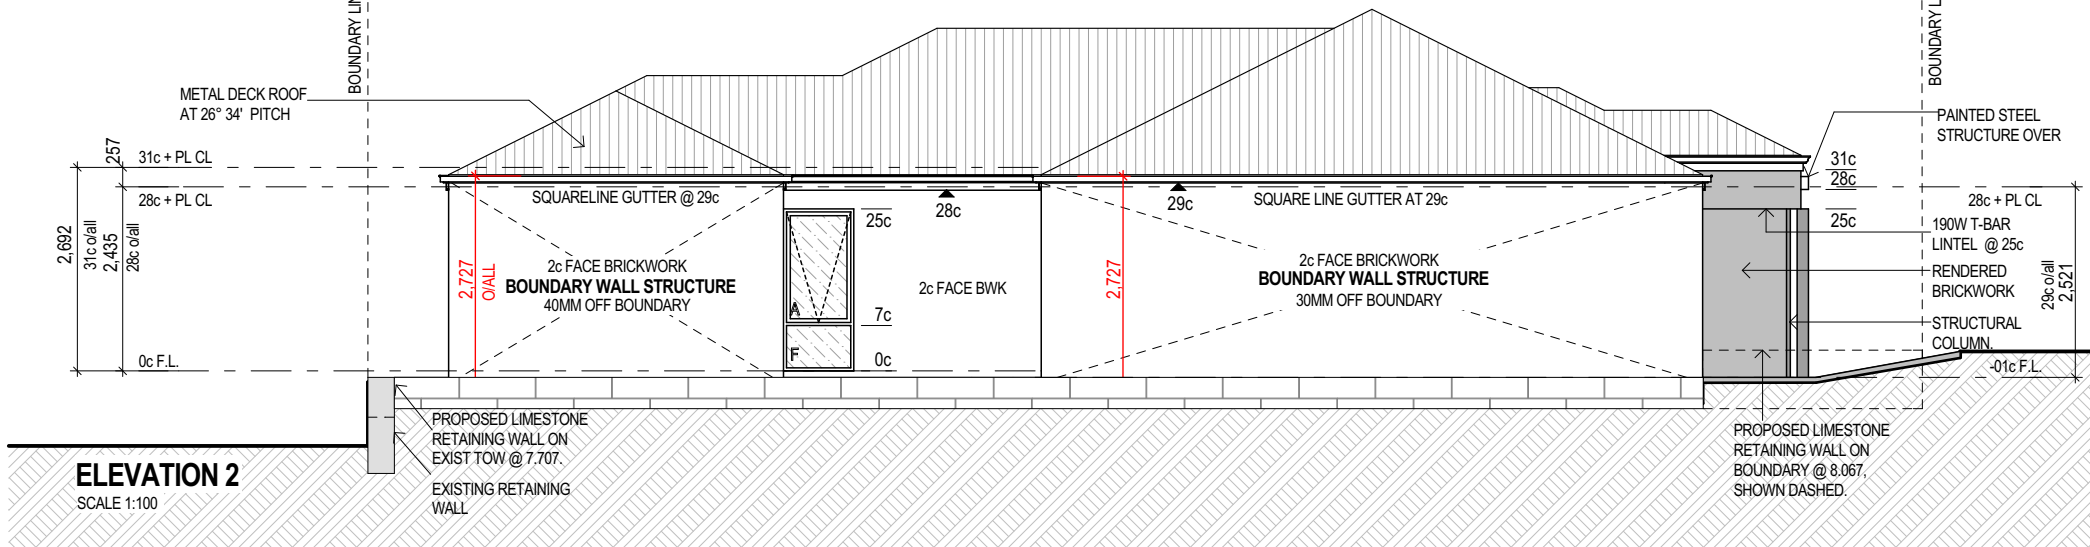 BOUNDARY LIN
BOUNDARY L
METAL DECK ROOF
AT 26° 34' PITCH
PAINTED STEEL
STRUCTURE OVER
257
31c + PL CL
28c + PL CL
2,692
31c o/all
2,435
28c o/all
0c F.L.
SQUARELINE GUTTER @ 29c
28c
29c
SQUARE LINE GUTTER AT 29c
2,727
O/ALL
2c FACE BRICKWORK
BOUNDARY WALL STRUCTURE
40MM OFF BOUNDARY
A
F
25c
7c
0c
2c FACE BWK
2,727
2c FACE BRICKWORK
BOUNDARY WALL STRUCTURE
30MM OFF BOUNDARY
31c
28c
25c
28c + PL CL
190W T-BAR
LINTEL @ 25c
RENDERED
BRICKWORK
STRUCTURAL
COLUMN.
29c o/all
2,521
-01c F.L.
PROPOSED LIMESTONE
RETAINING WALL ON
EXIST TOW @ 7.707.
EXISTING RETAINING
WALL
PROPOSED LIMESTONE
RETAINING WALL ON
BOUNDARY @ 8.067,
SHOWN DASHED.
ELEVATION 2
SCALE 1:100